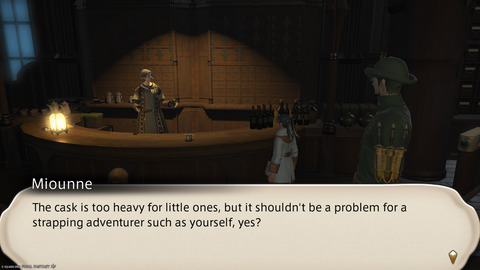 Miounne
The cask is too heavy for little ones, but it shouldn't be a problem for a
strapping adventurer such as yourself, yes?